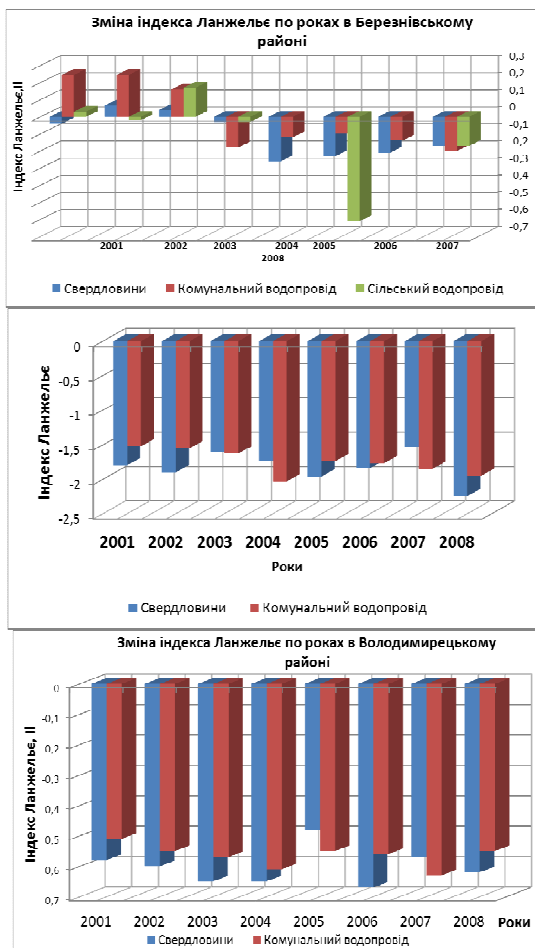 Зміна індекса Ланжельє по роках в Березнівському
районі
0,3
0,2
0,1
0
-0,1
-0,2
-0,3
-0,4
-0,5
-0,6
-0,7
Індекс Ланжельє,ІІ
2001 2002 2003 2004 2005 2006 2007
2008
Свердловини Комунальний водопровід Сільський водопровід
0
-0,5
-1
-1,5
-2
-2,5
Індекс Ланжельє
2001 2002 2003 2004 2005 2006 2007 2008
Роки
Свердловини Комунальний водопровід
Зміна індекса Ланжельє по роках в Володимирецькому
районі
0
-0,1
0,2
-0,3
0,4
0,5
0,6
0,7
Індекс Ланжельє, ІІ
2001 2002 2003 2004 2005 2006 2007 2008 Роки
Свердловини Комунальний водопровід